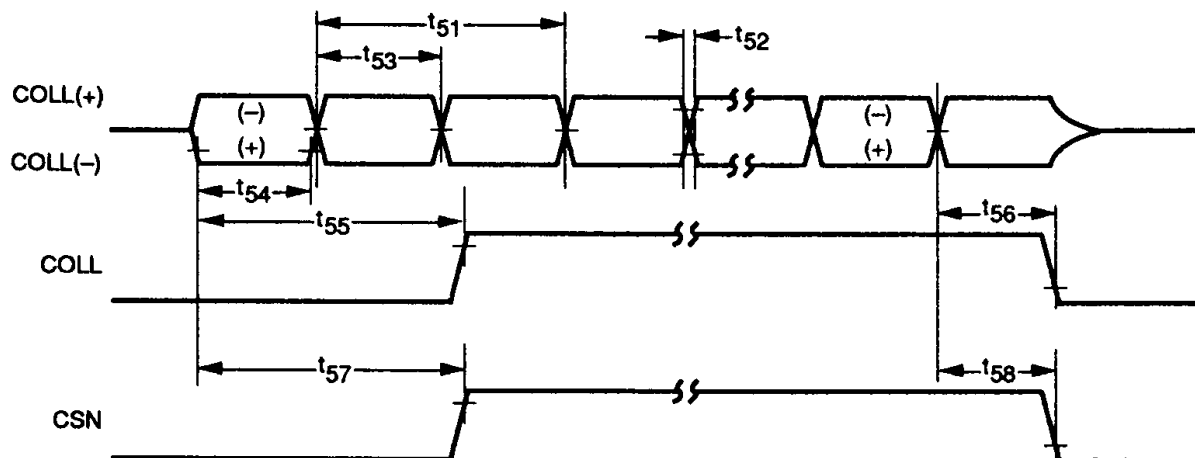 t51
t53
t52
COLL(+)
(–)
(–)
(+)
(+)
COLL(–)
t54
t55
t56
COLL
t57
t58
CSN